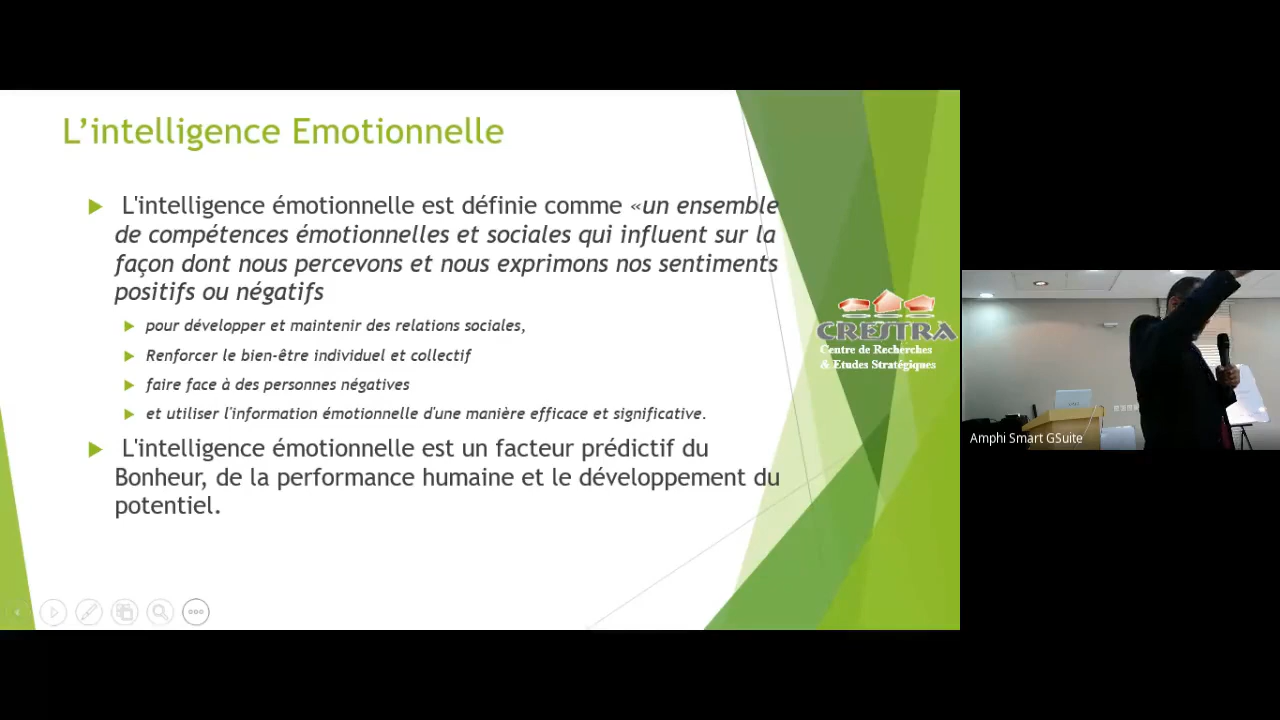 L’intelligence Emotionnelle
L'intelligence émotionnelle est définie comme «un ensemble
de compétences émotionnelles et sociales qui influent sur la
façon dont nous percevons et nous exprimons nos sentiments
positifs ou négatifs
pour développer et maintenir des relations sociales,
Renforcer le bien-être individuel et collectif
faire face à des personnes négatives
et utiliser l'information émotionnelle d'une manière efficace et significative.
L'intelligence émotionnelle est un facteur prédictif du
Bonheur, de la performance humaine et le développement du
potentiel.
CRESTRA
Centre de Recherches
& Etudes Stratégiques
Amphi Smart GSuite